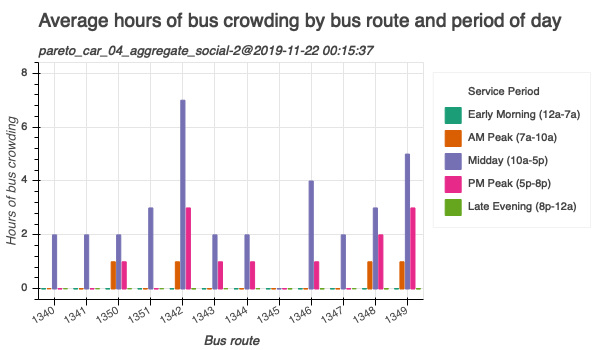 Average hours of bus crowding by bus route and period of day
pareto_car_04_aggregate_social-2@2019-11-22 00:15:37
8
6
4
2
0
Hours of bus crowding
1340 1341 1350 1351 1342 1343 1344 1345 1346 1347 1348 1349
Bus route
Service Period
Early Morning (12a-7a)
AM Peak (7a-10a)
Midday (10a-5p)
PM Peak (5p-8p)
Late Evening (8p-12a)